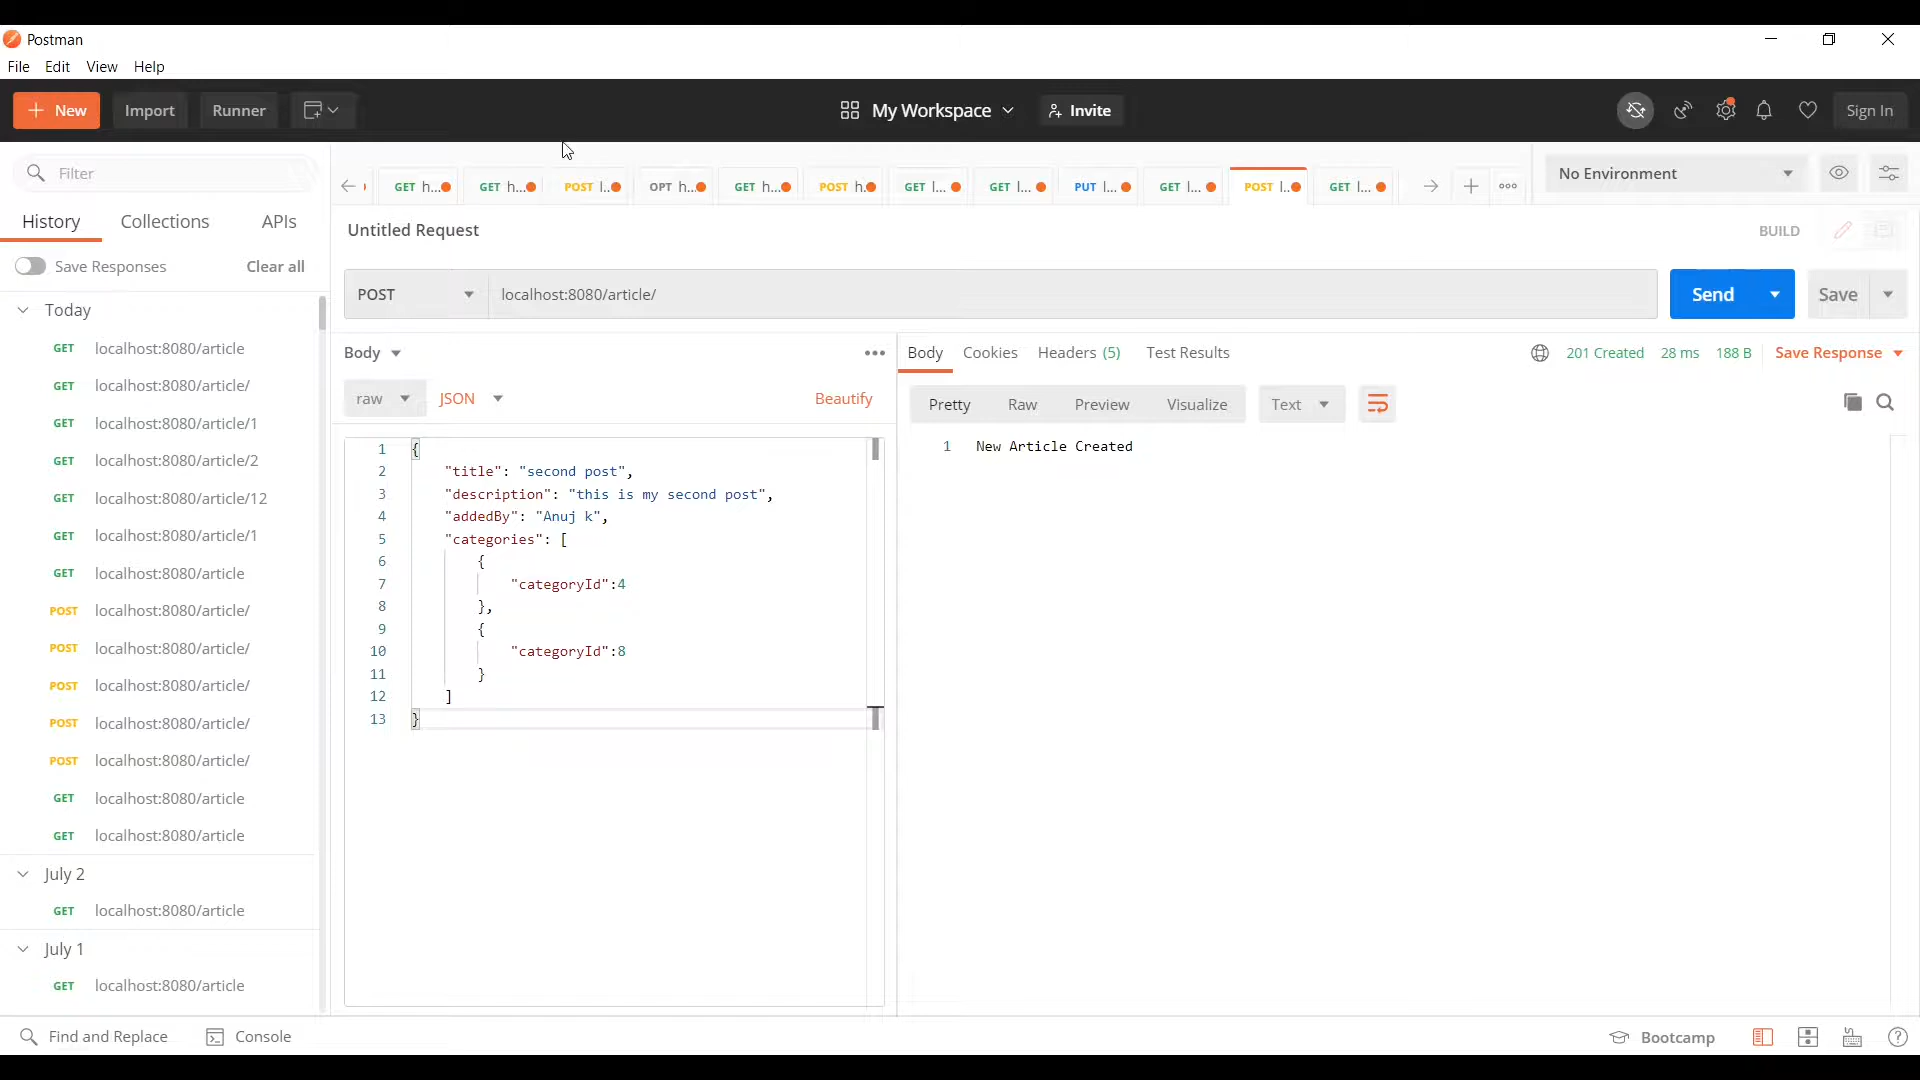 Postman
File Edit View Help
New Import Runner My Workspace Invite Sign In
Filter
GET h... GET h... POST l... OPT h... GET h... POST h. GET l... GET l... PUT l... GET l... POST l.. GET l... No Environment
History Collections APIs
Untitled Request BUILD
Save Responses Clear all
POST localhost:8080/article/ Send Save
Today
GET localhost:8080/article
GET localhost:8080/article/
GET localhost:8080/article/1
GET localhost:8080/article/2
GET localhost:8080/article/12
GET localhost:8080/article/1
GET localhost:8080/article
POST localhost:8080/article/
POST localhost:8080/article/
POST localhost:8080/article/
POST localhost:8080/article/
POST localhost:8080/article/
GET localhost:8080/article
GET localhost:8080/article
July 2
GET localhost:8080/article
July 1
GET localhost:8080/article
Body
raw JSON Beautify
1 {
2 "title": "second post",
3 "description": "this is my second post",
4 "addedBy": "Anuj k",
5 "categories": [
6 {
7 "categoryId":4
8 },
9 {
10 "categoryId":8
11 }
12 ]
13 }
Body Cookies Headers (5) Test Results 201 Created 28 ms 188 B Save Response
Pretty Raw Preview Visualize Text
1 New Article Created
Find and Replace Console Bootcamp